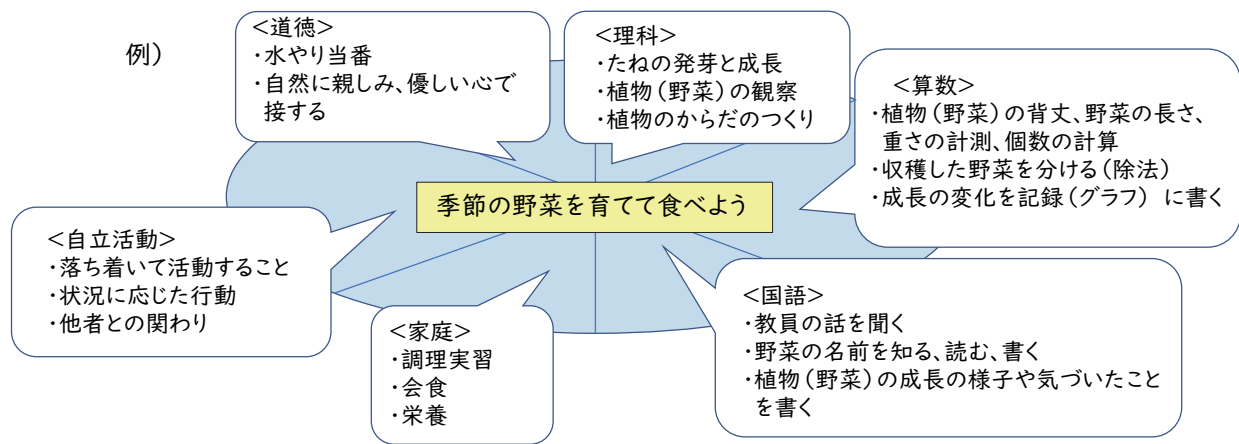 例）
＜道徳＞
・水やり当番
・自然に親しみ、優しい心で
接する
＜理科＞
・たねの発芽と成長
・植物（野菜）の観察
・植物のからだのつくり
＜算数＞
・植物（野菜）の背丈、野菜の長さ、
重さの計測、個数の計算
・収穫した野菜を分ける（除法）
・成長の変化を記録（グラフ） に書く
季節の野菜を育てて食べよう
＜自立活動＞
・落ち着いて活動すること
・状況に応じた行動
・他者との関わり
＜家庭＞
・調理実習
・会食
・栄養
＜国語＞
・教員の話を聞く
・野菜の名前を知る、読む、書く
・植物（野菜）の成長の様子や気づいたこと
を書く